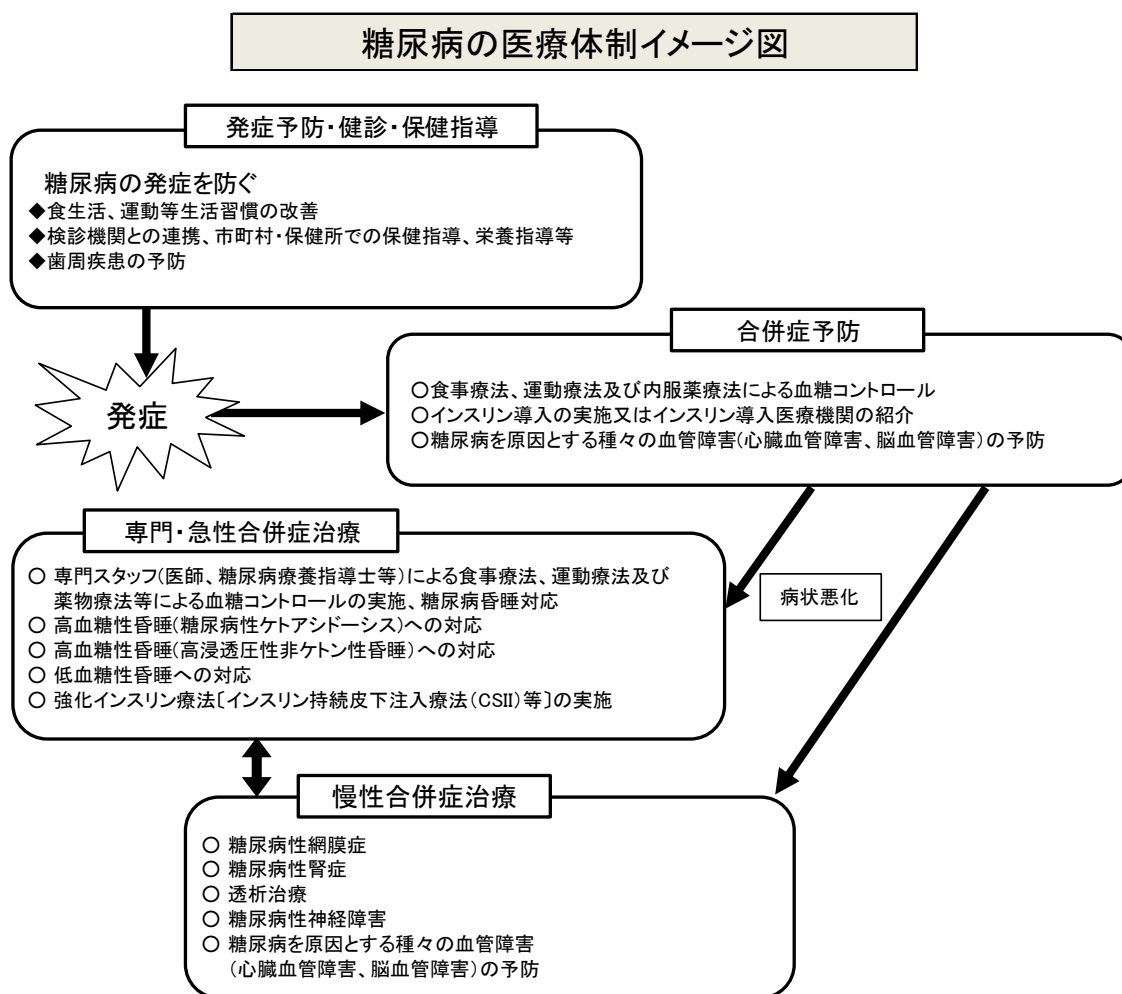 糖尿病の医療体制イメージ図
発症予防・健診・保健指導
糖尿病の発症を防ぐ
◆食生活、運動等生活習慣の改善
◆検診機関との連携、市町村・保健所での保健指導、栄養指導等
◆歯周疾患の予防
発症
合併症予防
○食事療法、運動療法及び内服薬療法による血糖コントロール
○インスリン導入の実施又はインスリン導入医療機関の紹介
○糖尿病を原因とする種々の血管障害(心臓血管障害、脳血管障害)の予防
病状悪化
専門・急性合併症治療
○ 専門スタッフ(医師、糖尿病療養指導士等)による食事療法、運動療法及び
薬物療法等による血糖コントロールの実施、糖尿病昏睡対応
○ 高血糖性昏睡(糖尿病性ケトアシドーシス)への対応
○ 高血糖性昏睡(高浸透圧性非ケトン性昏睡)への対応
○ 低血糖性昏睡への対応
○ 強化インスリン療法〔インスリン持続皮下注入療法(CSII)等〕の実施
慢性合併症治療
○ 糖尿病性網膜症
○ 糖尿病性腎症
○ 透析治療
○ 糖尿病性神経障害
○ 糖尿病を原因とする種々の血管障害
(心臓血管障害、脳血管障害)の予防